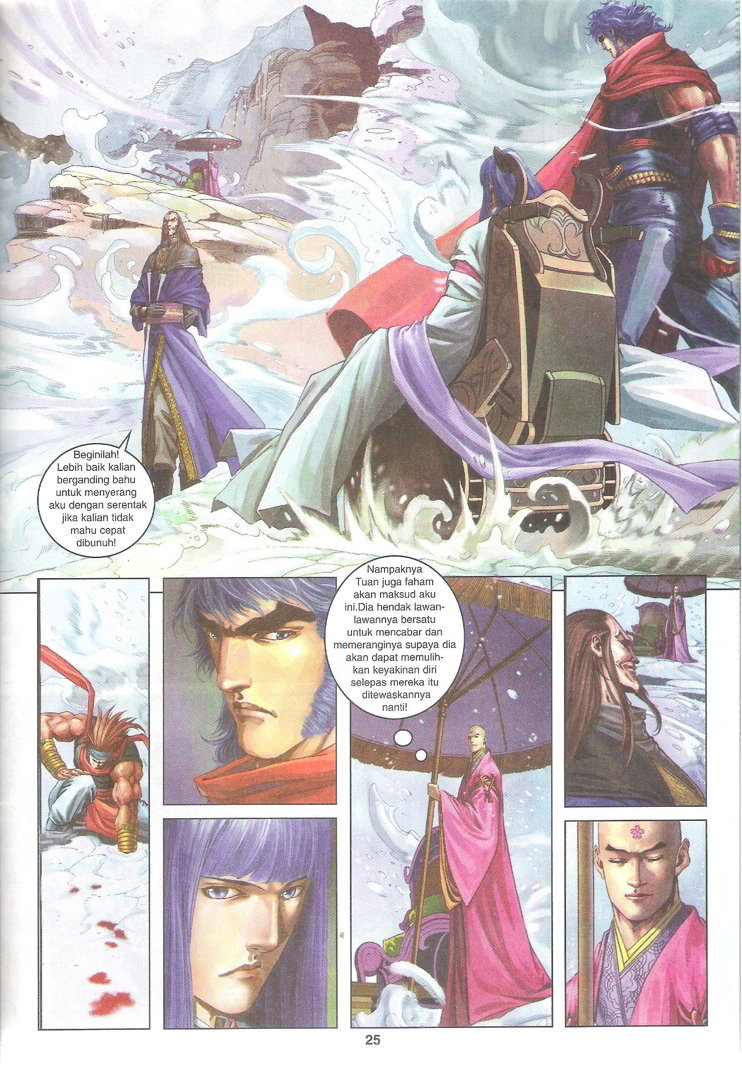 Beginilah!
Lebih baik kalian
berganding bahu
untuk menyerang
aku dengan serentak
jika kalian tidak
mahu cepat
dibunuh!
Nampaknya
Tuan juga faham
akan maksud aku
ini.Dia hendak lawan-
lawannya bersatu
untuk mencabar dan
memeranginya supaya dia
akan dapat memulih-
kan keyakinan diri
selepas mereka itu
ditewaskannya
nanti!
25